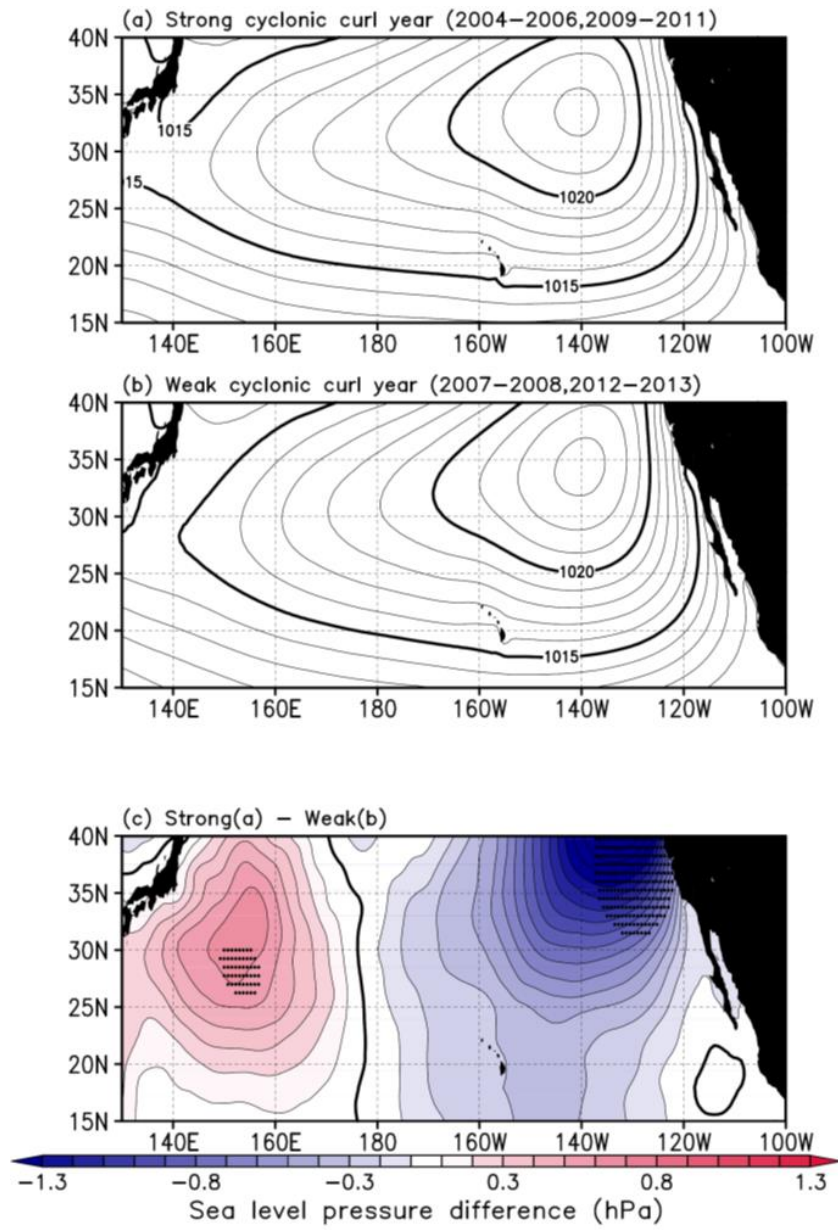 (a) Strong cyclonic curl year (2004−2006,2009−2011)
40N
35N
1015
30N
15
1020
25N
20N
1015
15N
140E 160E 180 160W 140W 120W 100W
(b) Weak cyclonic curl year (2007−2008,2012−2013)
40N
35N
30N
25N
1020
20N
1015
15N
140E 160E 180 160W 140W 120W 100W
(c) Strong(a) − Weak(b)
40N
35N
30N
25N
20N
15N
140E 160E 180 160W 140W 120W 100W
−1.3 −0.8 −0.3 0.3 0.8 1.3
Sea level pressure difference (hPa)